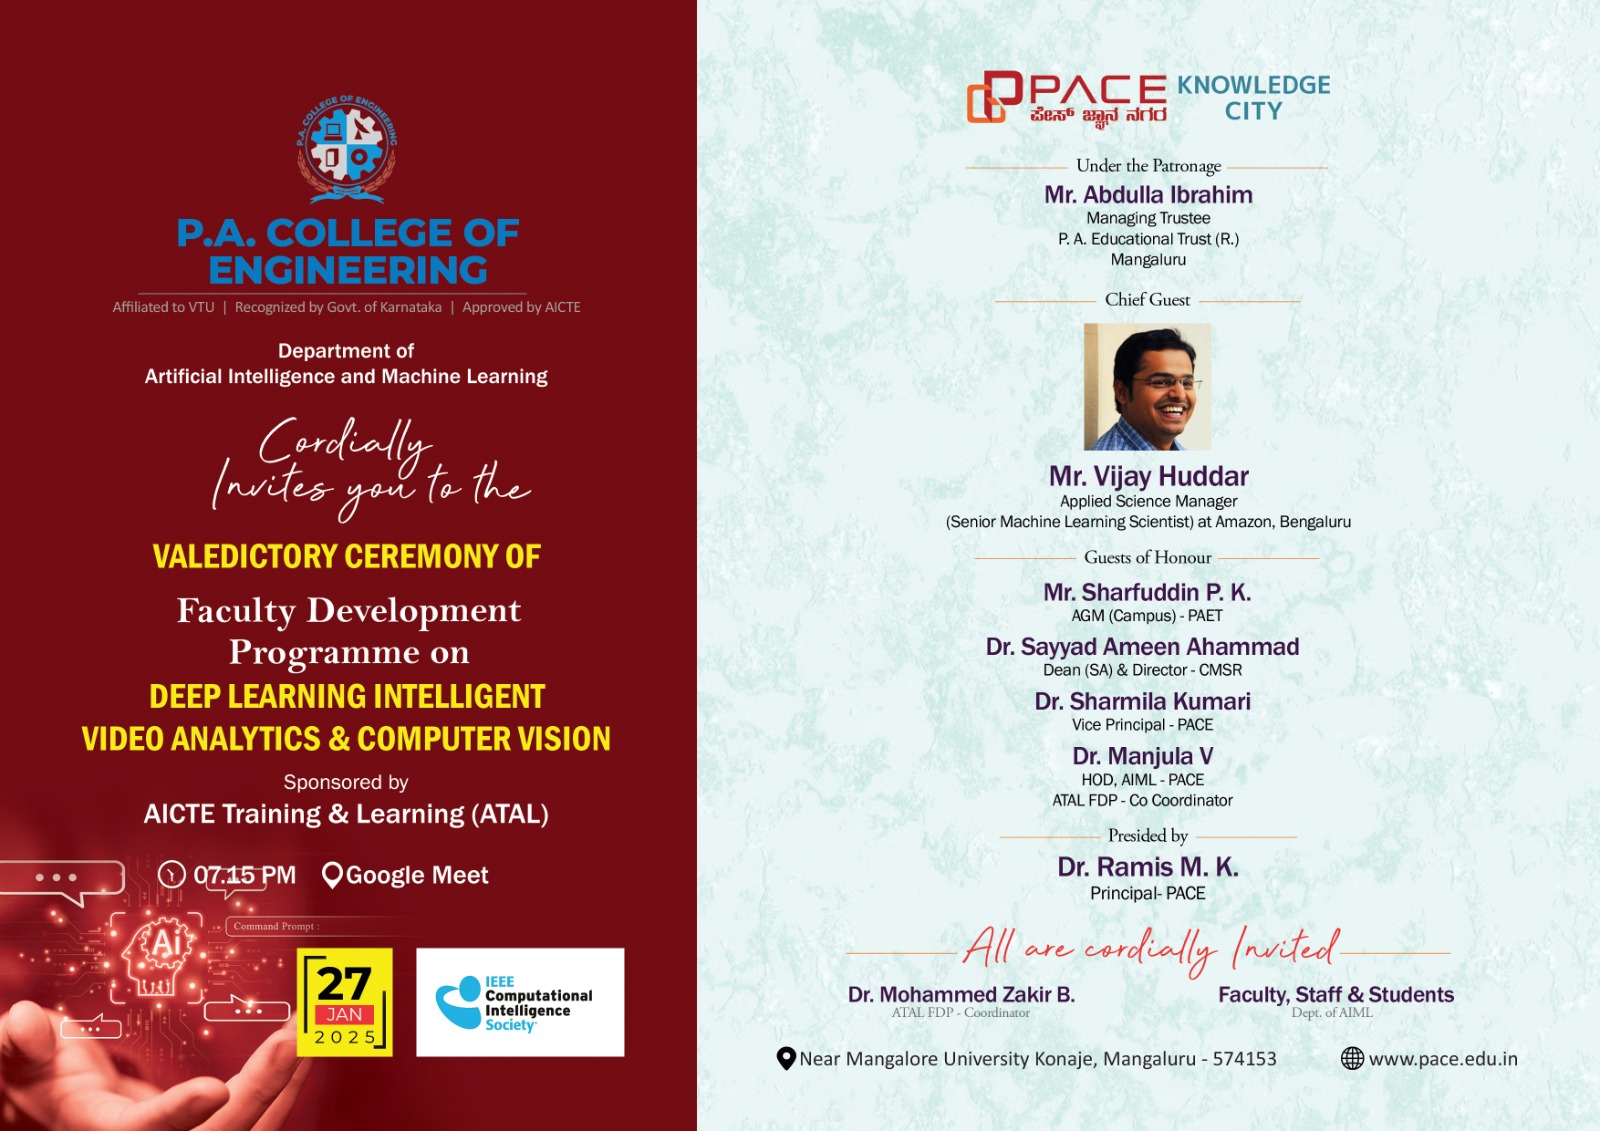 P.A. COLLEGE OF ENGINEERING
P.A. COLLEGE OF
ENGINEERING
Affiliated to VTU | Recognized by Govt. of Karnataka | Approved by AICTE
Department of
Artificial Intelligence and Machine Learning
Cordially
Invites you to the
VALEDICTORY CEREMONY OF
Faculty Development
Programme on
DEEP LEARNING INTELLIGENT
VIDEO ANALYTICS & COMPUTER VISION
Sponsored by
AICTE Training & Learning (ATAL)
07.15 PM Google Meet
Command Prompt :
Ai
27
JAN
2025
IEEE
Computational
Intelligence
Society
PACE
ಪೇಸ್ ಜ್ಞಾನ ನಗರ
KNOWLEDGE
CITY
Under the Patronage
Mr. Abdulla Ibrahim
Managing Trustee
P. A. Educational Trust (R.)
Mangaluru
Chief Guest
Mr. Vijay Huddar
Applied Science Manager
(Senior Machine Learning Scientist) at Amazon, Bengaluru
Guests of Honour
Mr. Sharfuddin P. K.
AGM (Campus) - PAET
Dr. Sayyad Ameen Ahammad
Dean (SA) & Director - CMSR
Dr. Sharmila Kumari
Vice Principal - PACE
Dr. Manjula V
HOD, AIML - PACE
ATAL FDP - Co Coordinator
Presided by
Dr. Ramis M. K.
Principal- PACE
All are cordially Invited
Dr. Mohammed Zakir B.
ATAL FDP - Coordinator
Faculty, Staff & Students
Dept. of AIML
Near Mangalore University Konaje, Mangaluru - 574153
www.pace.edu.in